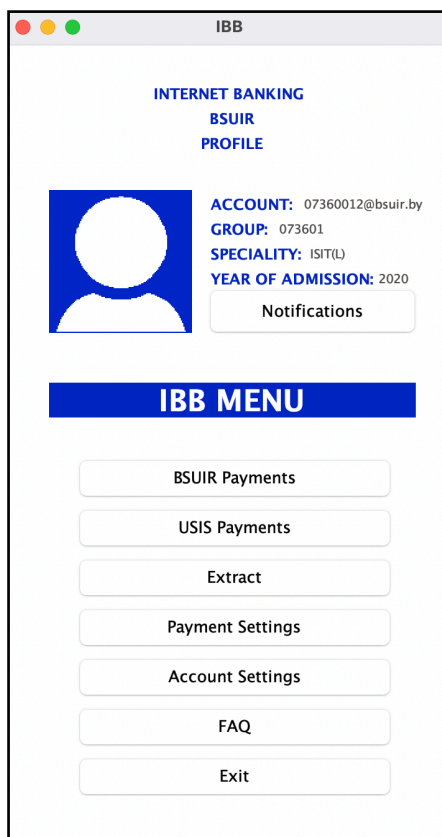 IBB
INTERNET BANKING
BSUIR
PROFILE
ACCOUNT: 07360012@bsuir.by
GROUP: 073601
SPECIALITY: ISIT(L)
YEAR OF ADMISSION: 2020
Notifications
IBB MENU
BSUIR Payments
USIS Payments
Extract
Payment Settings
Account Settings
FAQ
Exit